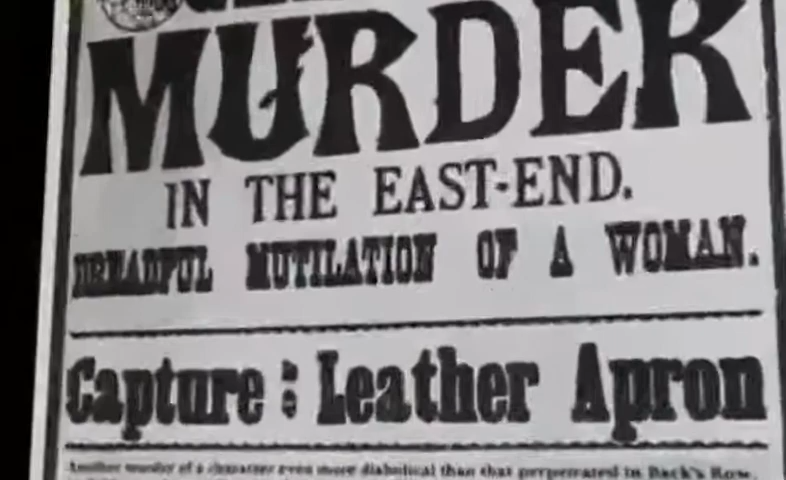 MURDER
IN THE EAST-END.
DREADFUL MUTILATION OF A WOMAN.
Capture : Leather Apron
Another murder of a character even more diabolical than that perpetrated in Buck's Row,